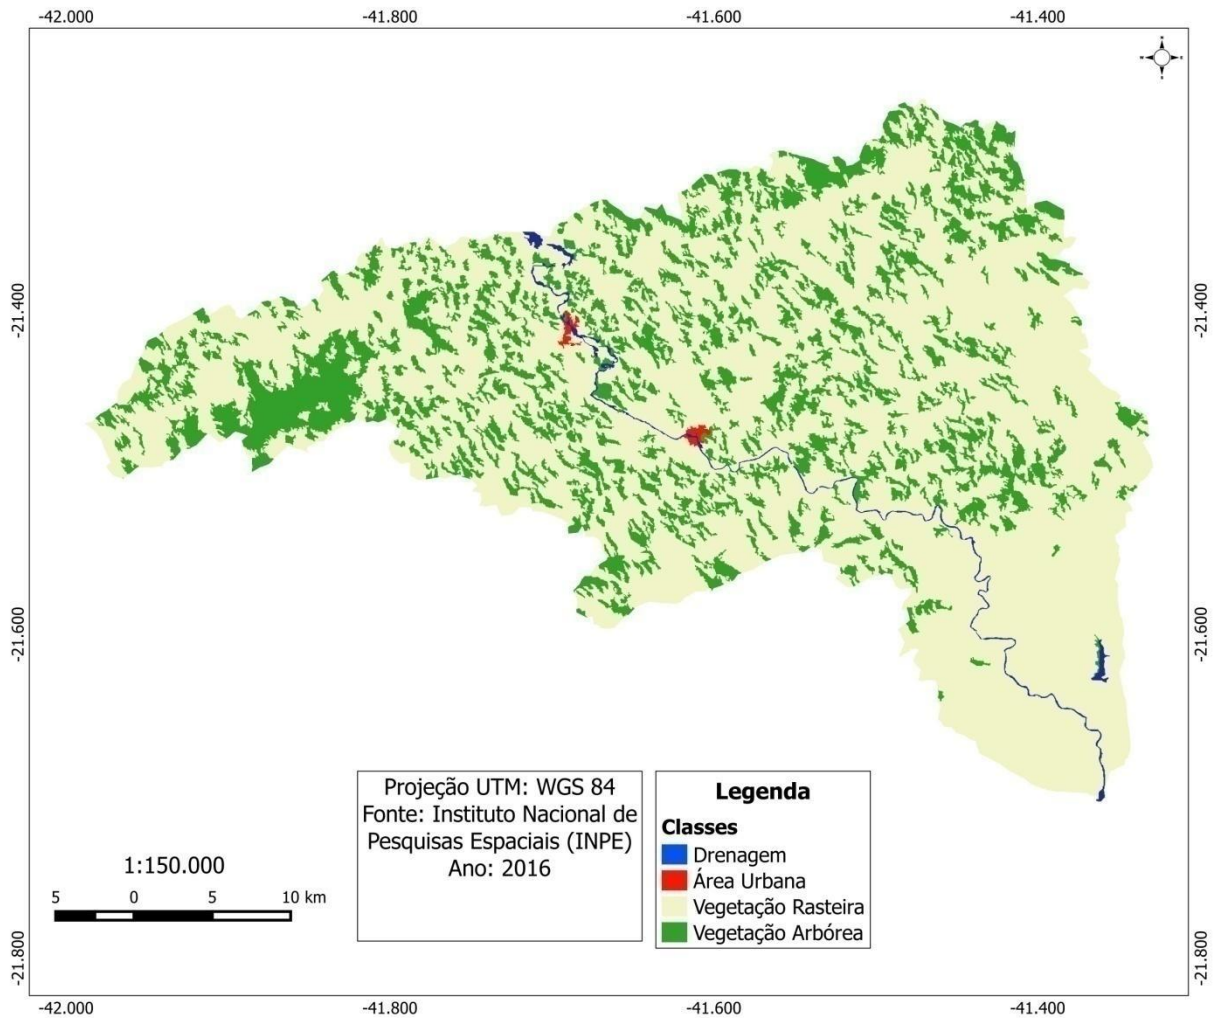 -42.000 -41.800 -41.600 -41.400
-21.400 -21.400
-21.600 -21.600
Projeção UTM: WGS 84
Fonte: Instituto Nacional de
Pesquisas Espaciais (INPE)
Ano: 2016
Legenda
Classes
Drenagem
Área Urbana
Vegetação Rasteira
Vegetação Arbórea
1:150.000
5 0 5 10 km
-21.800 -21.800
-42.000 -41.800 -41.600 -41.400